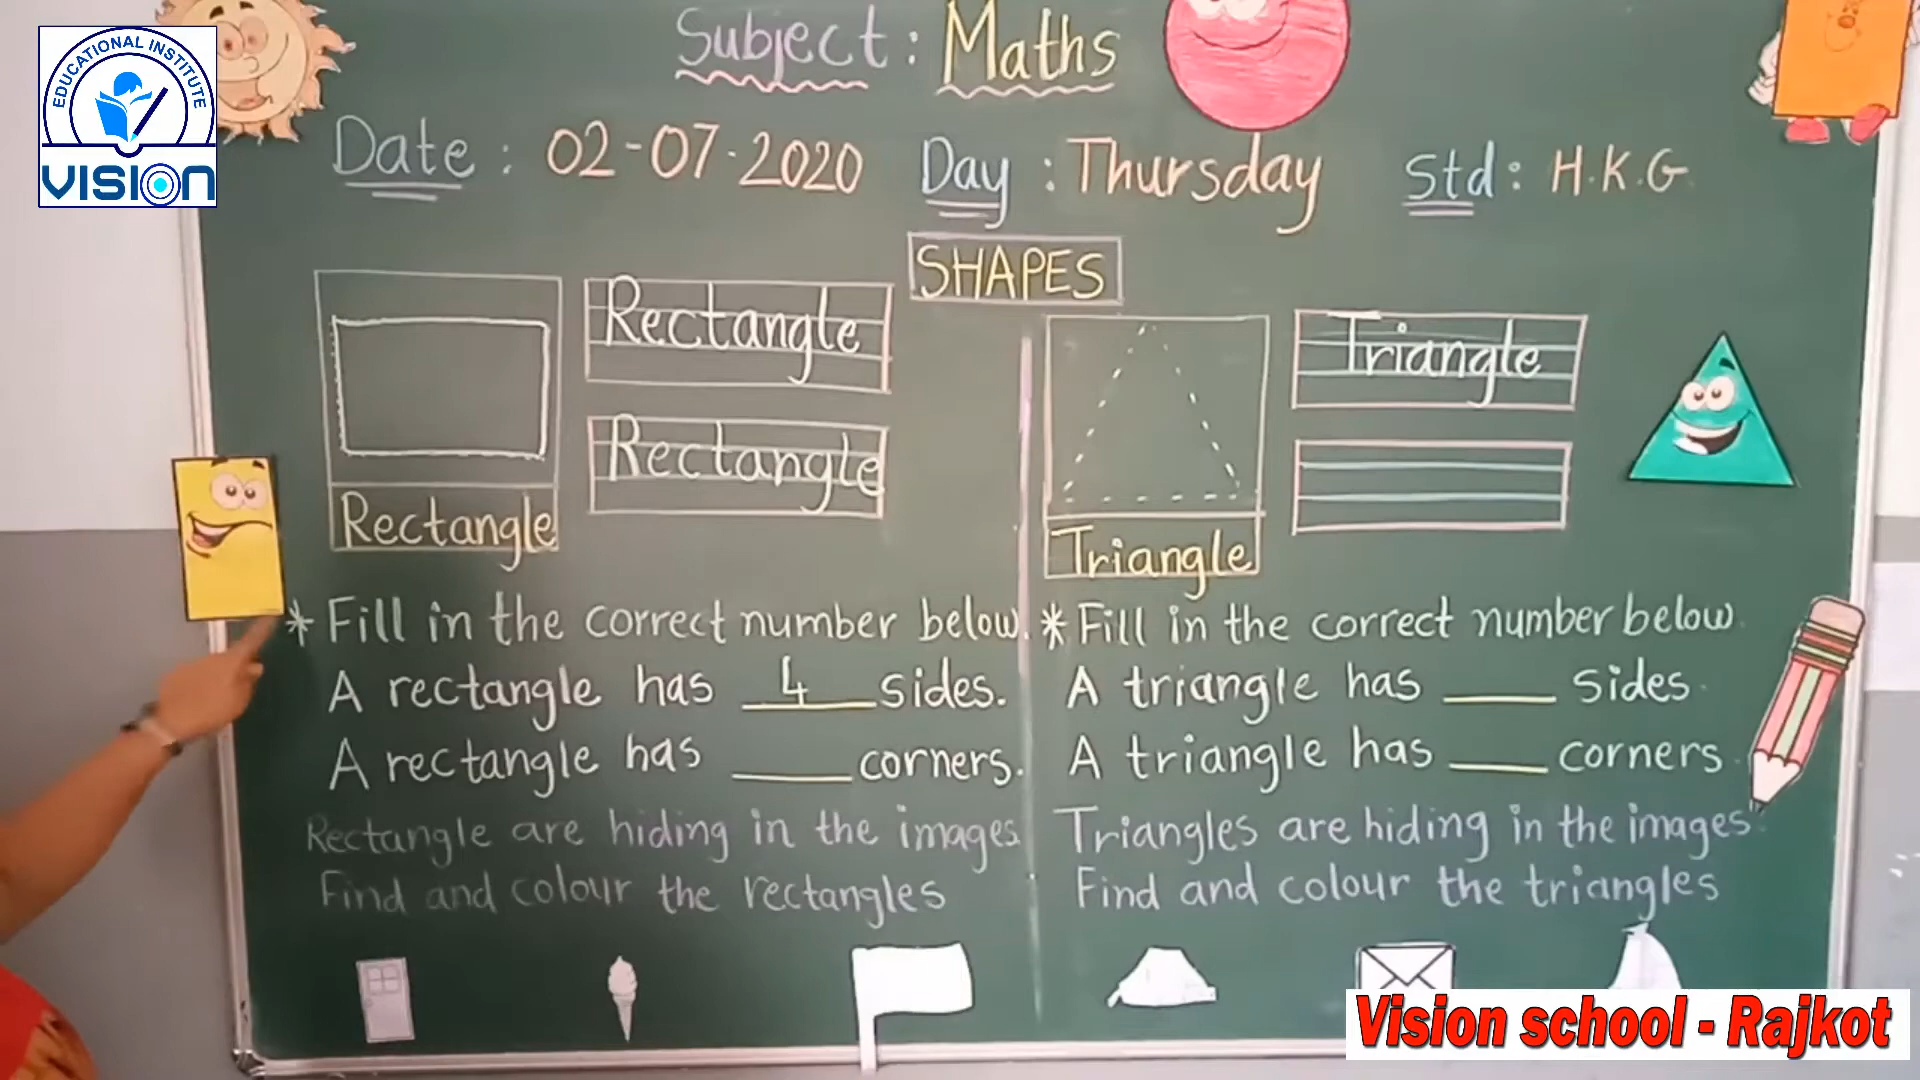 EDUCATIONAL INSTITUTE
VISION
Subject : Maths
Date : 02-07-2020 Day : Thursday Std : H.K.G
SHAPES
Rectangle
Rectangle
Rectangle
Triangle
Triangle
* Fill in the correct number below.
A rectangle has 4 sides.
A rectangle has ____ corners.
Rectangle are hiding in the images.
Find and colour the rectangles
* Fill in the correct number below.
A triangle has ____ sides.
A triangle has ____ corners.
Triangles are hiding in the images.
Find and colour the triangles
Vision school - Rajkot